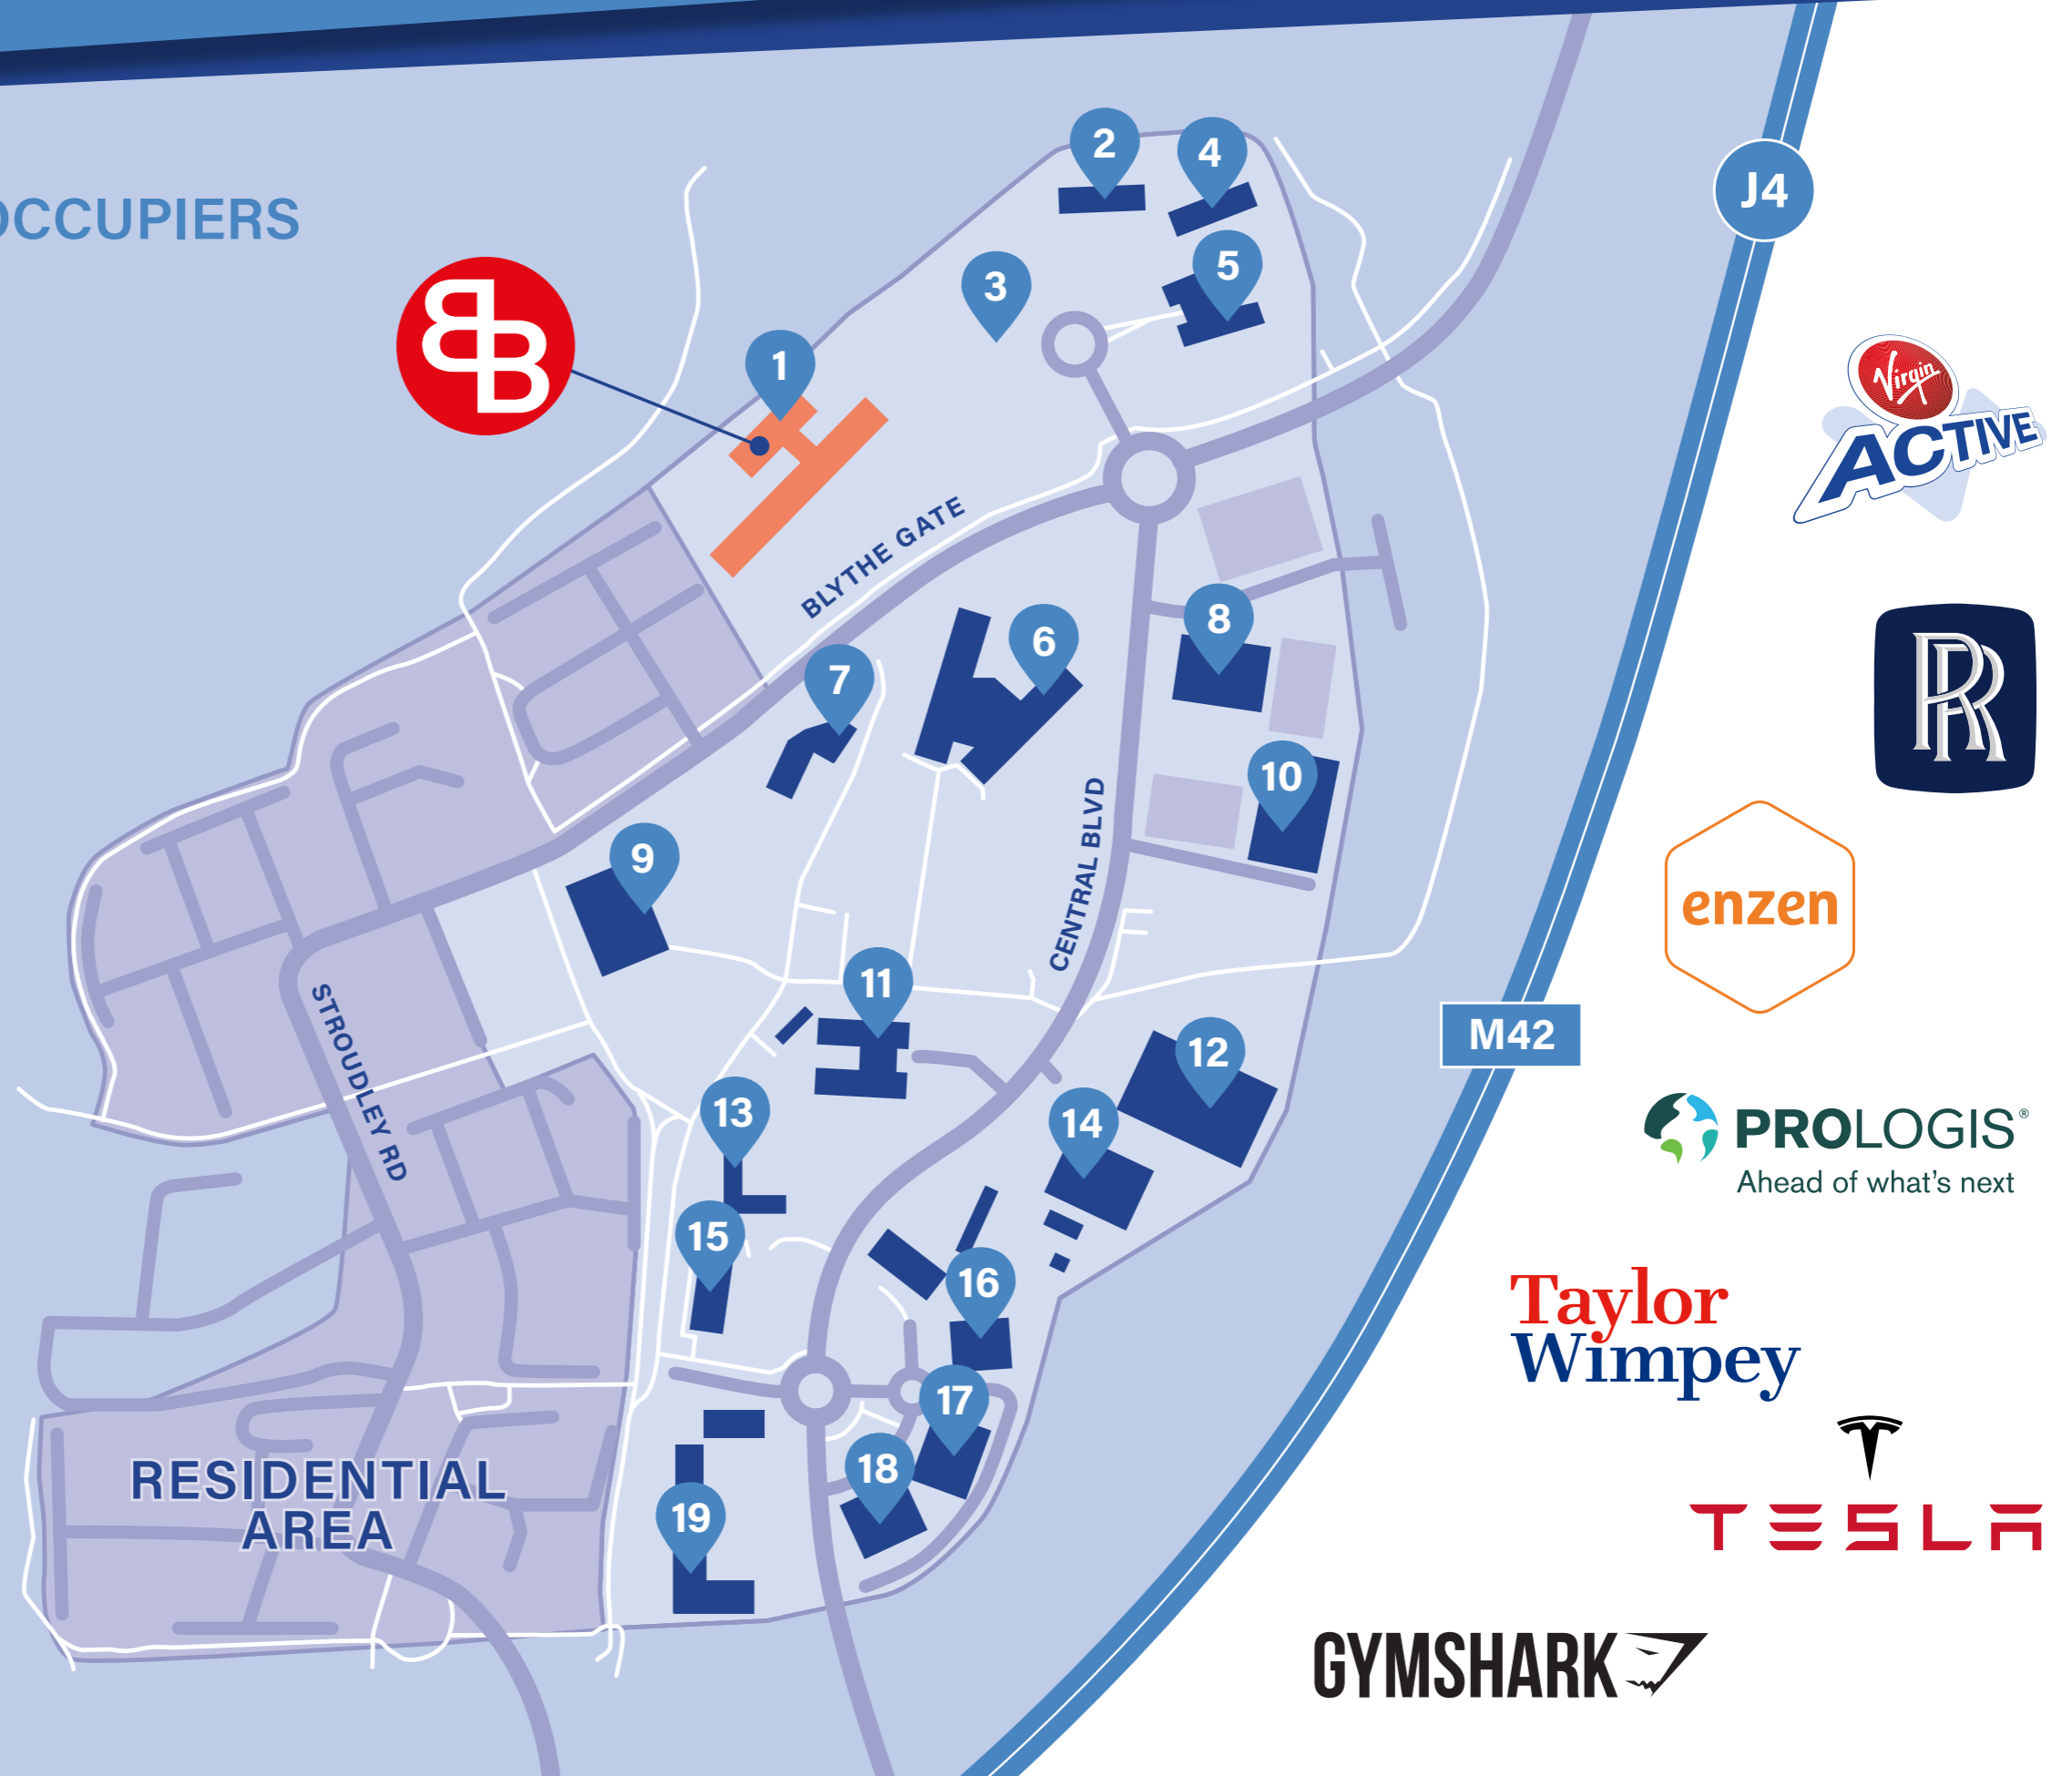 OCCUPIERS
BB
J4
2
4
5
3
1
Virgin
ACTIVE
BLYTHE GATE
8
6
7
RR
10
CENTRAL BLVD
9
enzen
11
STROUDLEY RD
M42
12
13
14
PROLOGIS®
Ahead of what's next
15
16
Taylor
Wimpey
17
18
RESIDENTIAL
AREA
19
TESLA
GYMSHARK